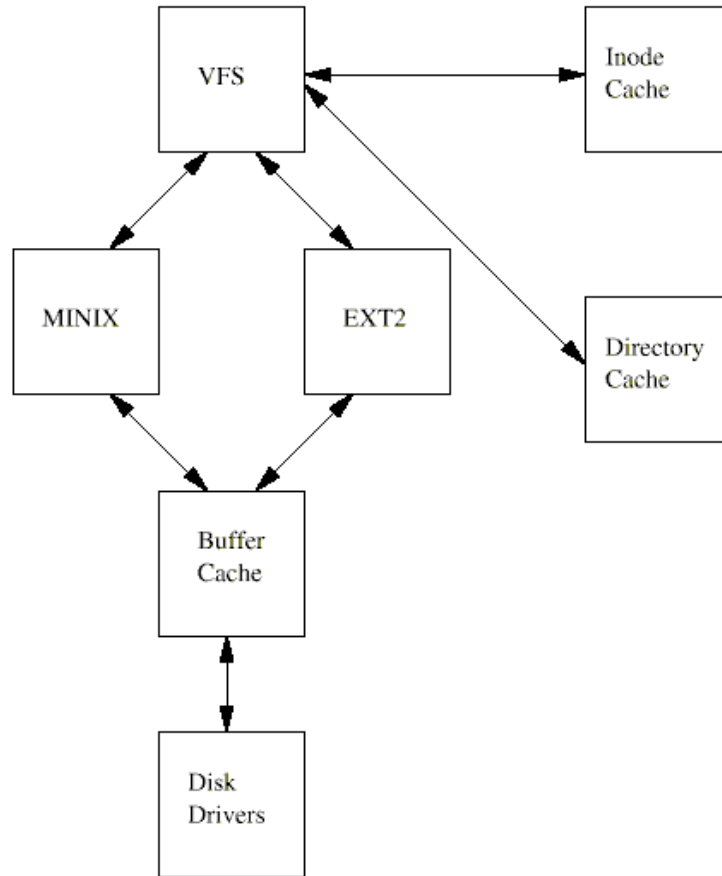 VFS
Inode
Cache
MINIX
EXT2
Directory
Cache
Buffer
Cache
Disk
Drivers